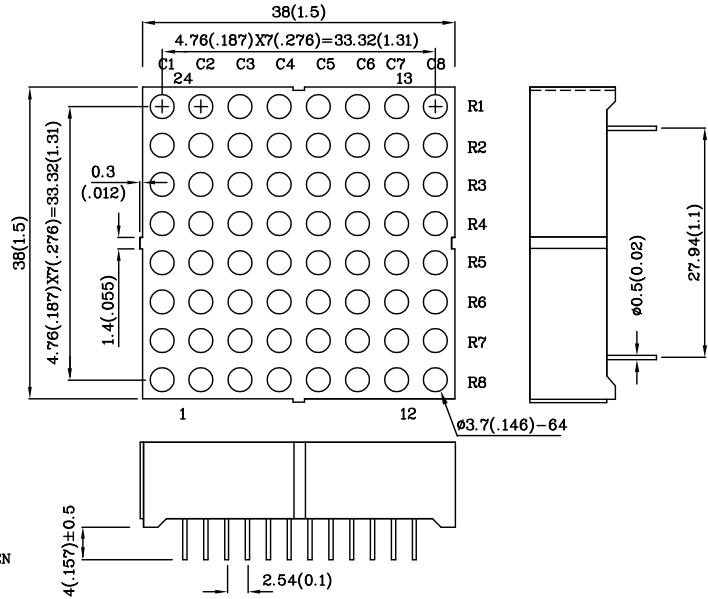 38(1.5)
4.76(.187)X7(.276)=33.32(1.31)
C1 C2 C3 C4 C5 C6 C7 C8
24 13
R1
R2
R3
R4
R5
R6
R7
R8
0.3
(.012)
38(1.5)
4.76(.187)X7(.276)=33.32(1.31)
1.4(.055)
1 12
ø3.7(.146)-64
ø0.5(0.02)
27.94(1.1)
4(.157)±0.5
2.54(0.1)
EN